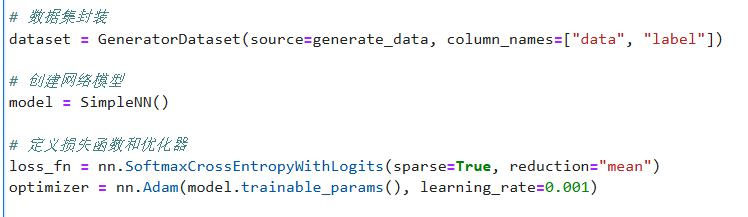 # 数据集封装
dataset = GeneratorDataset(source=generate_data, column_names=["data", "label"])
# 创建网络模型
model = SimpleNN()
# 定义损失函数和优化器
loss_fn = nn.SoftmaxCrossEntropyWithLogits(sparse=True, reduction="mean")
optimizer = nn.Adam(model.trainable_params(), learning_rate=0.001)